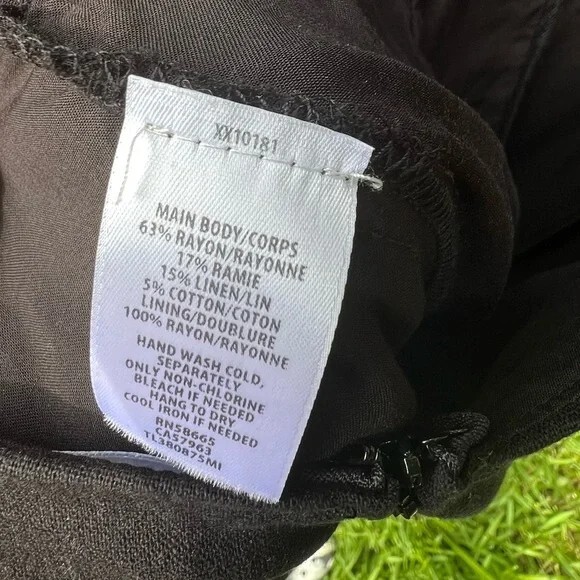 XX10181
MAIN BODY/CORPS
63% RAYON/RAYONNE
17% RAMIE
15% LINEN/LIN
5% COTTON/COTON
LINING/DOUBLURE
100% RAYON/RAYONNE
HAND WASH COLD,
SEPARATELY
ONLY NON-CHLORINE
BLEACH IF NEEDED
HANG TO DRY
COOL IRON IF NEEDED
RN58665
CA57963
TL380875MI